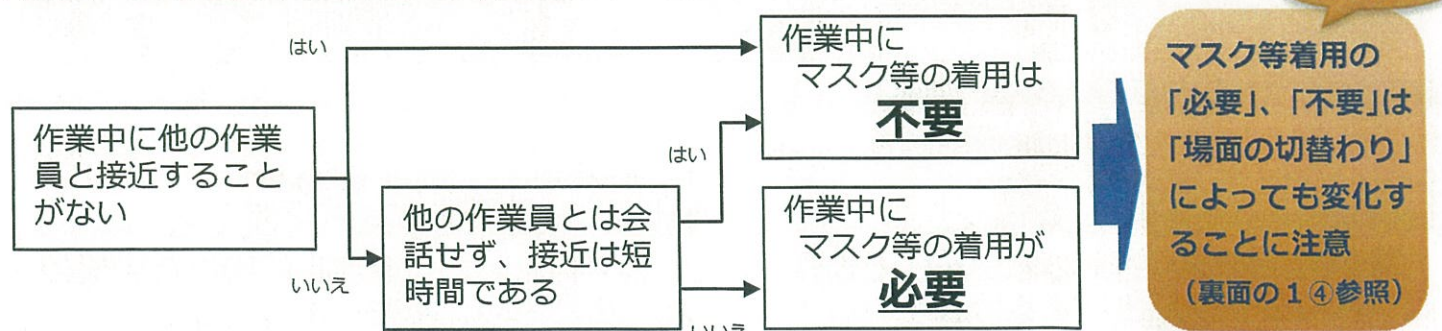 はい
作業中に
マスク等の着用は
不要
作業中に他の作業
員と接近すること
がない
はい
他の作業員とは会
話せず、接近は短
時間である
いいえ
作業中に
マスク等の着用が
必要
いいえ
マスク等着用の
「必要」、「不要」は
「場面の切替わり」
によっても変化す
ることに注意
（裏面の１④参照）